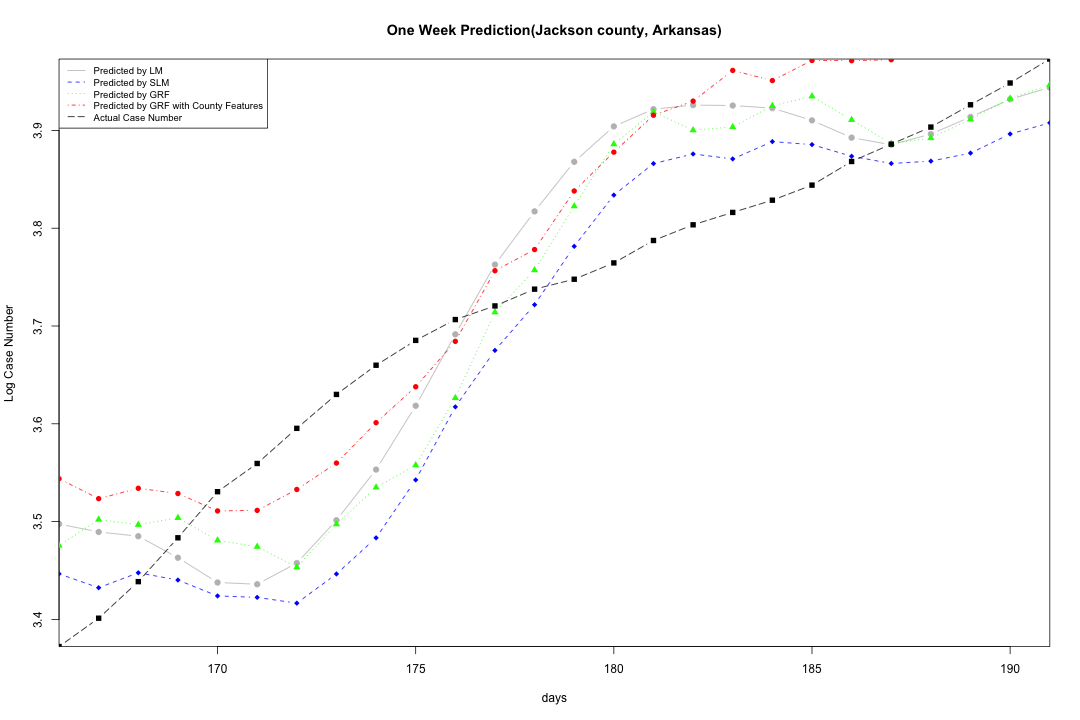 One Week Prediction(Jackson county, Arkansas)
Predicted by LM
Predicted by SLM
Predicted by GRF
Predicted by GRF with County Features
Actual Case Number
3.9
3.8
3.7
3.6
3.5
3.4
Log Case Number
170 175 180 185 190
days